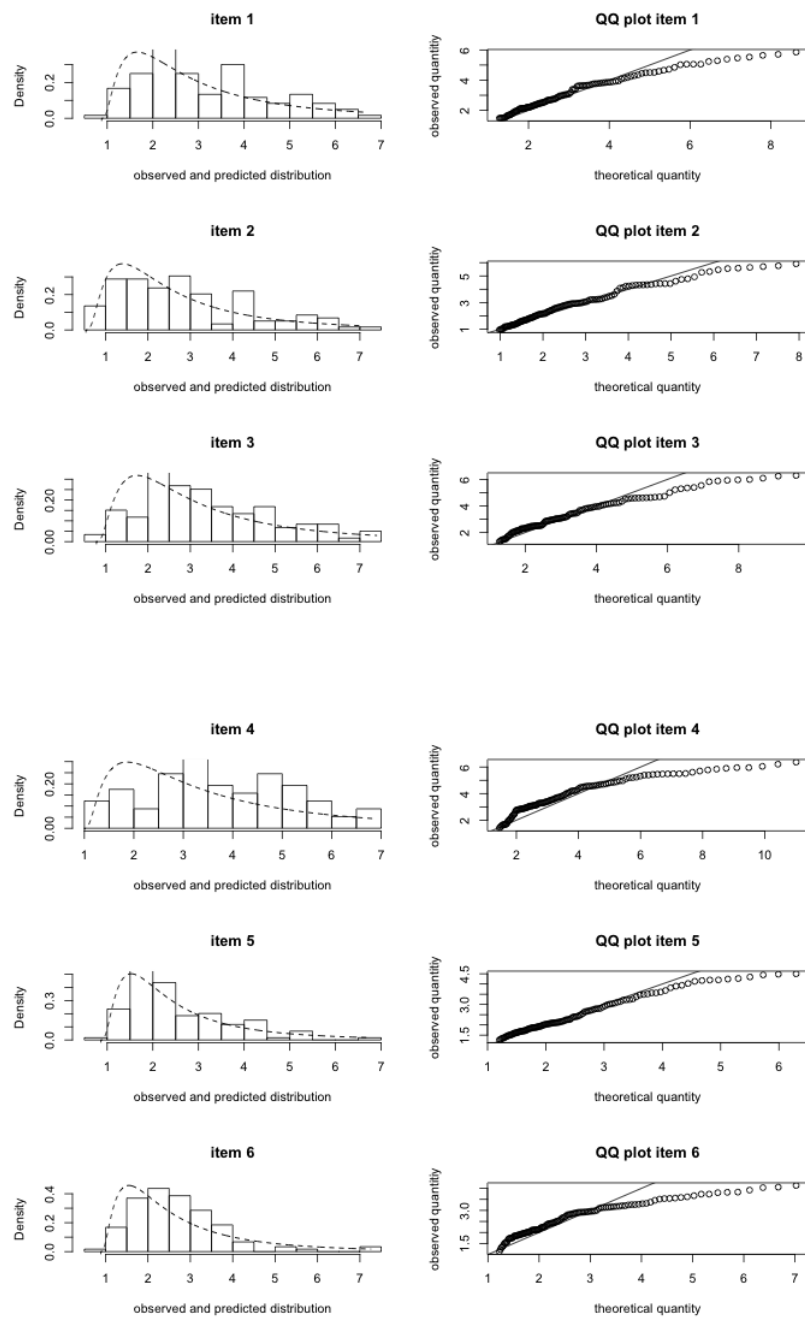 item 1
QQ plot item 1
Density
0.0 0.2
1 2 3 4 5 6 7
observed and predicted distribution
observed quantitiy
2 4 6
2 4 6 8
theoretical quantity
item 2
QQ plot item 2
Density
0.0 0.2
1 2 3 4 5 6 7
observed and predicted distribution
observed quantitiy
1 3 5
1 2 3 4 5 6 7 8
theoretical quantity
item 3
QQ plot item 3
Density
0.00 0.20
1 2 3 4 5 6 7
observed and predicted distribution
observed quantitiy
2 4 6
2 4 6 8
theoretical quantity
item 4
QQ plot item 4
Density
0.00 0.20
1 2 3 4 5 6 7
observed and predicted distribution
observed quantitiy
2 4 6
2 4 6 8 10
theoretical quantity
item 5
QQ plot item 5
Density
0.0 0.3
1 2 3 4 5 6 7
observed and predicted distribution
observed quantitiy
1.5 3.0 4.5
1 2 3 4 5 6
theoretical quantity
item 6
QQ plot item 6
Density
0.0 0.2 0.4
1 2 3 4 5 6 7
observed and predicted distribution
observed quantitiy
1.5 3.0
1 2 3 4 5 6 7
theoretical quantity